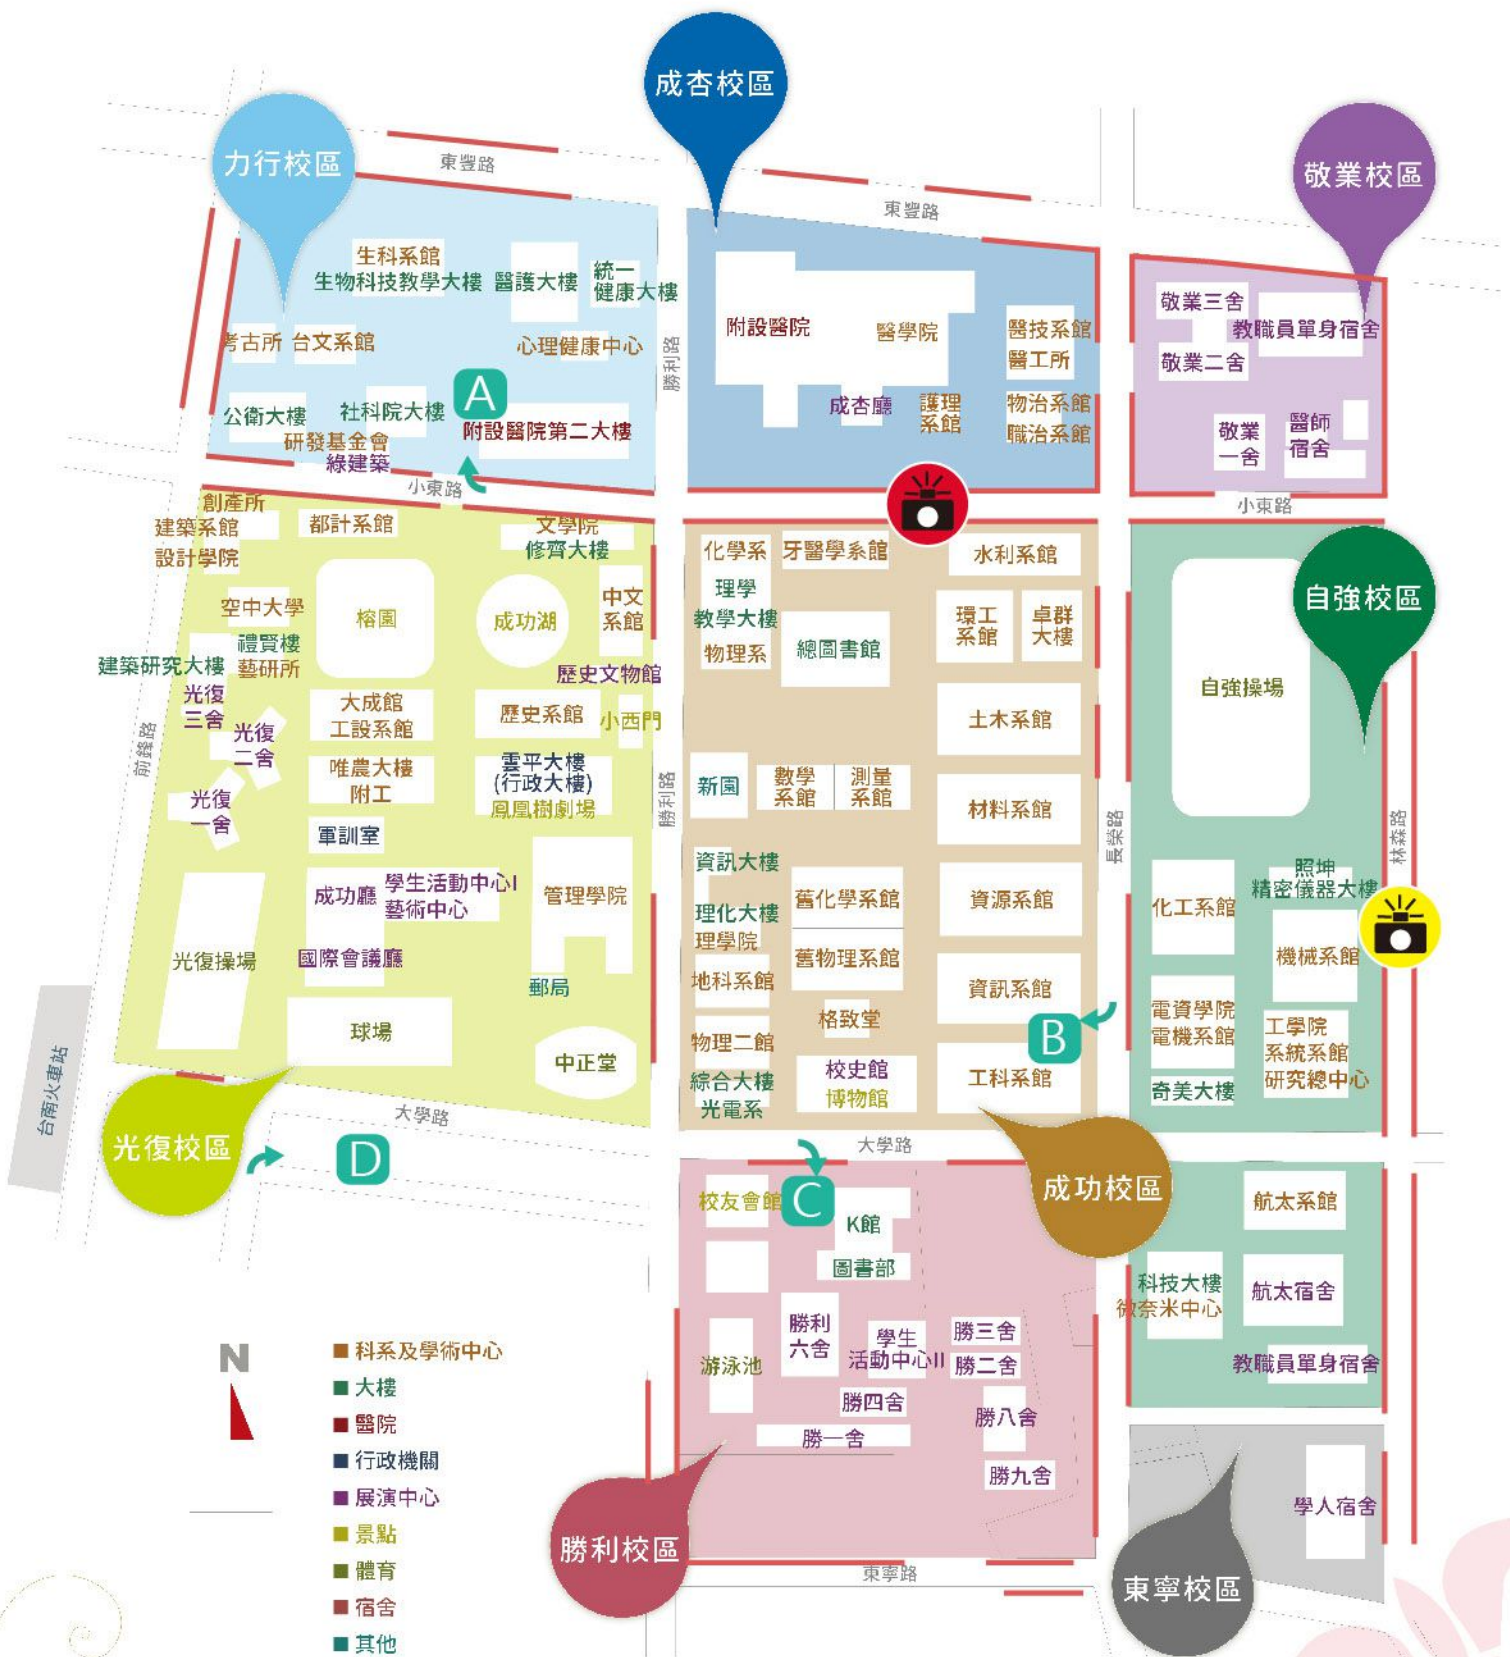 成杏校區
力行校區
敬業校區
東豐路
東豐路
生科系館
生物科技教學大樓
醫護大樓
統一
健康大樓
考古所
台文系館
心理健康中心
公衛大樓
社科院大樓
A
研發基金會
綠建築
附設醫院第二大樓
勝利路
附設醫院
醫學院
醫技系館
醫工所
成杏廳
護理
系館
物治系館
職治系館
敬業三舍
教職員單身宿舍
敬業二舍
敬業
一舍
醫師
宿舍
小東路
小東路
創產所
建築系館
設計學院
都計系館
文學院
修齊大樓
空中大學
榕園
成功湖
中文
系館
禮賢樓
藝研所
建築研究大樓
歷史文物館
光復
三舍
光復
二舍
大成館
工設系館
歷史系館
小西門
前鋒路
唯農大樓
附工
雲平大樓
(行政大樓)
鳳凰樹劇場
光復
一舍
軍訓室
成功廳
學生活動中心I
藝術中心
管理學院
光復操場
國際會議廳
郵局
球場
中正堂
台南火車站
光復校區
大學路
D
勝利路
化學系
牙醫學系館
水利系館
理學
教學大樓
物理系
總圖書館
環工
系館
卓群
大樓
土木系館
新園
數學
系館
測量
系館
材料系館
資訊大樓
理化大樓
理學院
舊化學系館
資源系館
舊物理系館
地科系館
資訊系館
格致堂
物理二館
B
綜合大樓
光電系
校史館
博物館
工科系館
大學路
成功校區
長榮路
自強校區
自強操場
林森路
化工系館
照坤
精密儀器大樓
機械系館
電資學院
電機系館
工學院
系統系館
研究總中心
奇美大樓
校友會館
C
K館
圖書部
航太系館
科技大樓
微奈米中心
航太宿舍
教職員單身宿舍
游泳池
勝利
六舍
學生
活動中心II
勝三舍
勝二舍
勝四舍
勝一舍
勝八舍
勝九舍
勝利校區
東寧路
東寧校區
學人宿舍
N
科系及學術中心
大樓
醫院
行政機關
展演中心
景點
體育
宿舍
其他